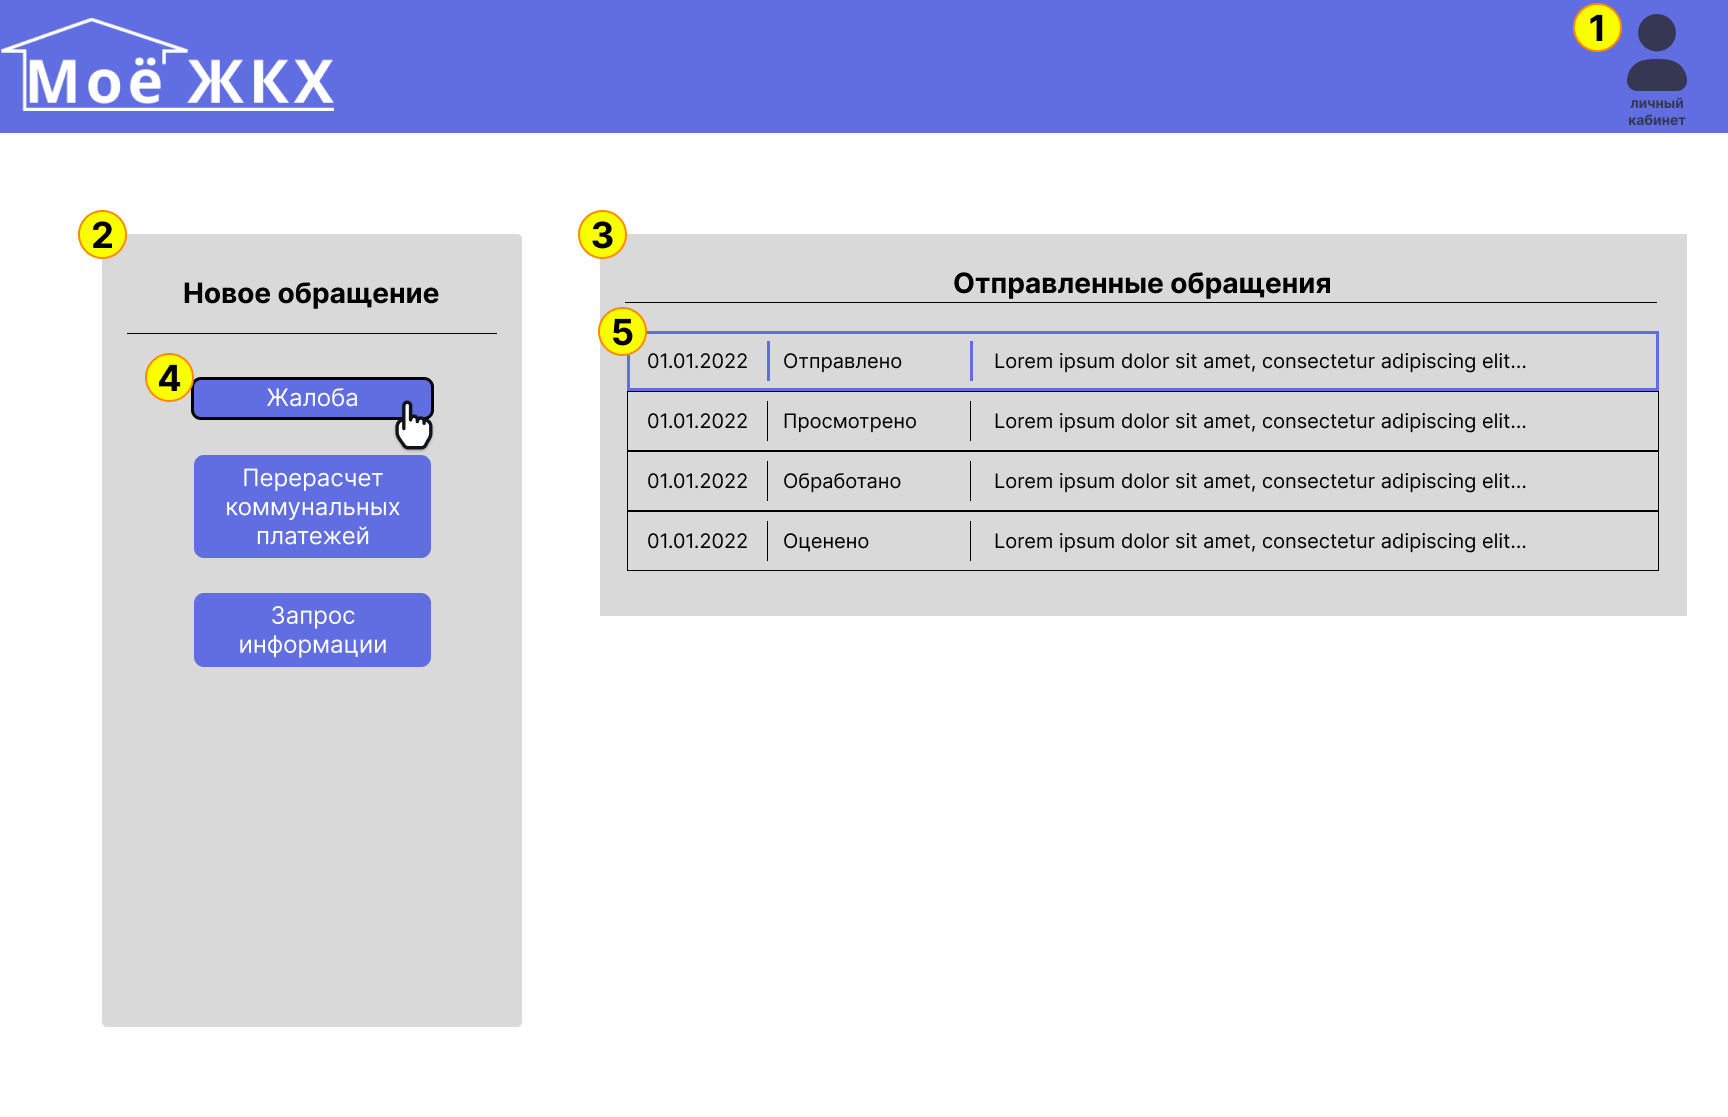 Моё ЖКХ
1
личный
кабинет
2
Новое обращение
4
Жалоба
Перерасчет
коммунальных
платежей
Запрос
информации
3
Отправленные обращения
5
01.01.2022 Отправлено Lorem ipsum dolor sit amet, consectetur adipiscing elit...
01.01.2022 Просмотрено Lorem ipsum dolor sit amet, consectetur adipiscing elit...
01.01.2022 Обработано Lorem ipsum dolor sit amet, consectetur adipiscing elit...
01.01.2022 Оценено Lorem ipsum dolor sit amet, consectetur adipiscing elit...